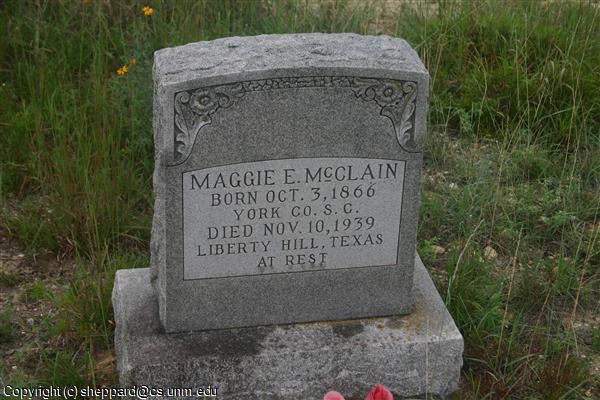 MAGGIE E. McCLAIN
BORN OCT. 3, 1866
YORK CO. S. C.
DIED NOV. 10, 1939
LIBERTY HILL, TEXAS
AT REST
Copyright (c) sheppard@cs.unm.edu